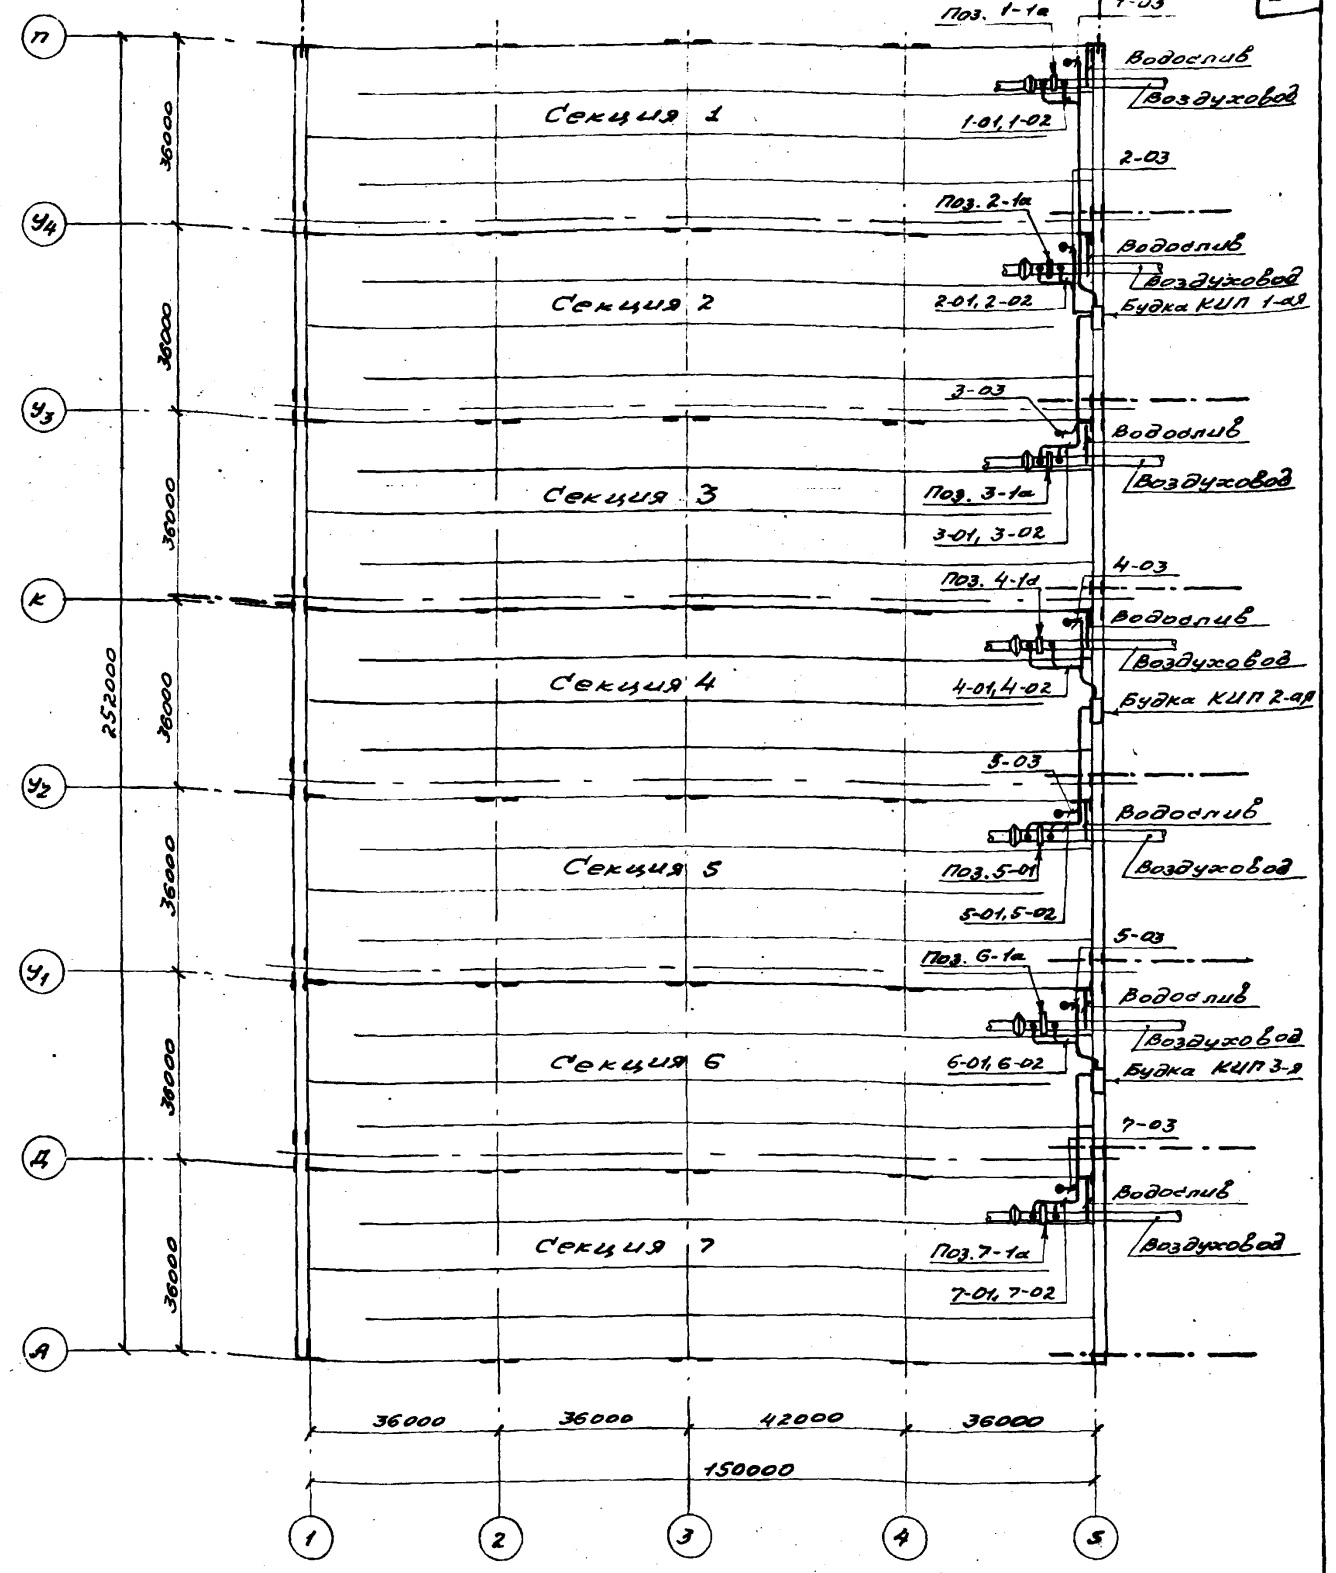 Поз. 1-1а
1-03
П
Водослив
Воздуховод
Секция 1
1-01, 1-02
36000
2-03
Поз. 2-1а
У4
Водослив
Воздуховод
2-01, 2-02
Секция 2
Будка КИП 1-ая
36000
3-03
У3
Водослив
Воздуховод
Поз. 3-1а
Секция 3
36000
3-01, 3-02
4-03
Поз. 4-1а
К
Водослив
Воздуховод
Секция 4
4-01, 4-02
252000
36000
Будка КИП 2-ая
5-03
У2
Водослив
Воздуховод
Секция 5
Поз. 5-01
36000
5-01, 5-02
5-03
Поз. 6-1а
У1
Водослив
Воздуховод
Секция 6
6-01, 6-02
Будка КИП 3-я
36000
7-03
Д
Водослив
Воздуховод
Секция 7
Поз. 7-1а
36000
7-01, 7-02
А
36000
36000
42000
36000
150000
1
2
3
4
5